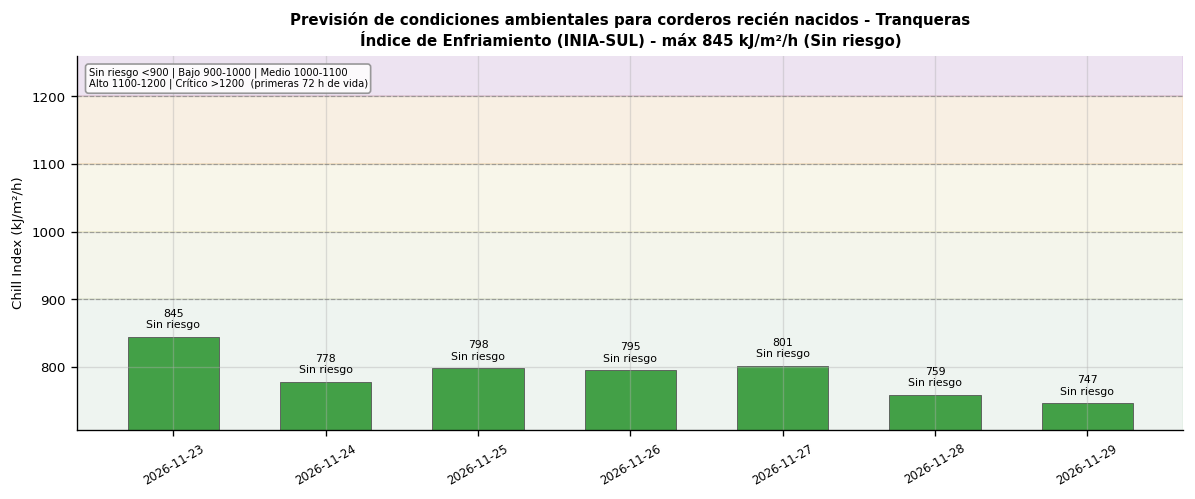 Previsión de condiciones ambientales para corderos recién nacidos - Tranqueras
Índice de Enfriamiento (INIA-SUL) - máx 845 kJ/m²/h (Sin riesgo)
Sin riesgo <900 | Bajo 900-1000 | Medio 1000-1100
Alto 1100-1200 | Crítico >1200  (primeras 72 h de vida)
Chill Index (kJ/m²/h)
1200
1100
1000
900
800
845
Sin riesgo
778
Sin riesgo
798
Sin riesgo
795
Sin riesgo
801
Sin riesgo
759
Sin riesgo
747
Sin riesgo
2026-11-23
2026-11-24
2026-11-25
2026-11-26
2026-11-27
2026-11-28
2026-11-29